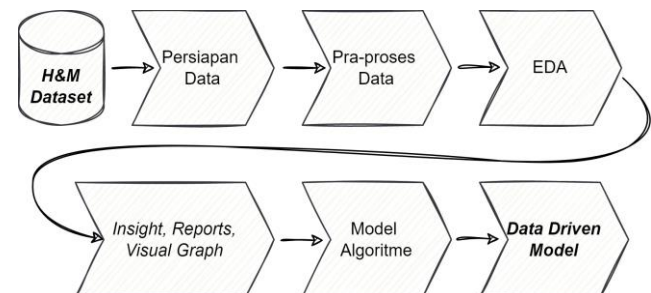 H&M
Dataset
Persiapan
Data
Pra-proses
Data
EDA
Insight, Reports,
Visual Graph
Model
Algoritme
Data Driven
Model